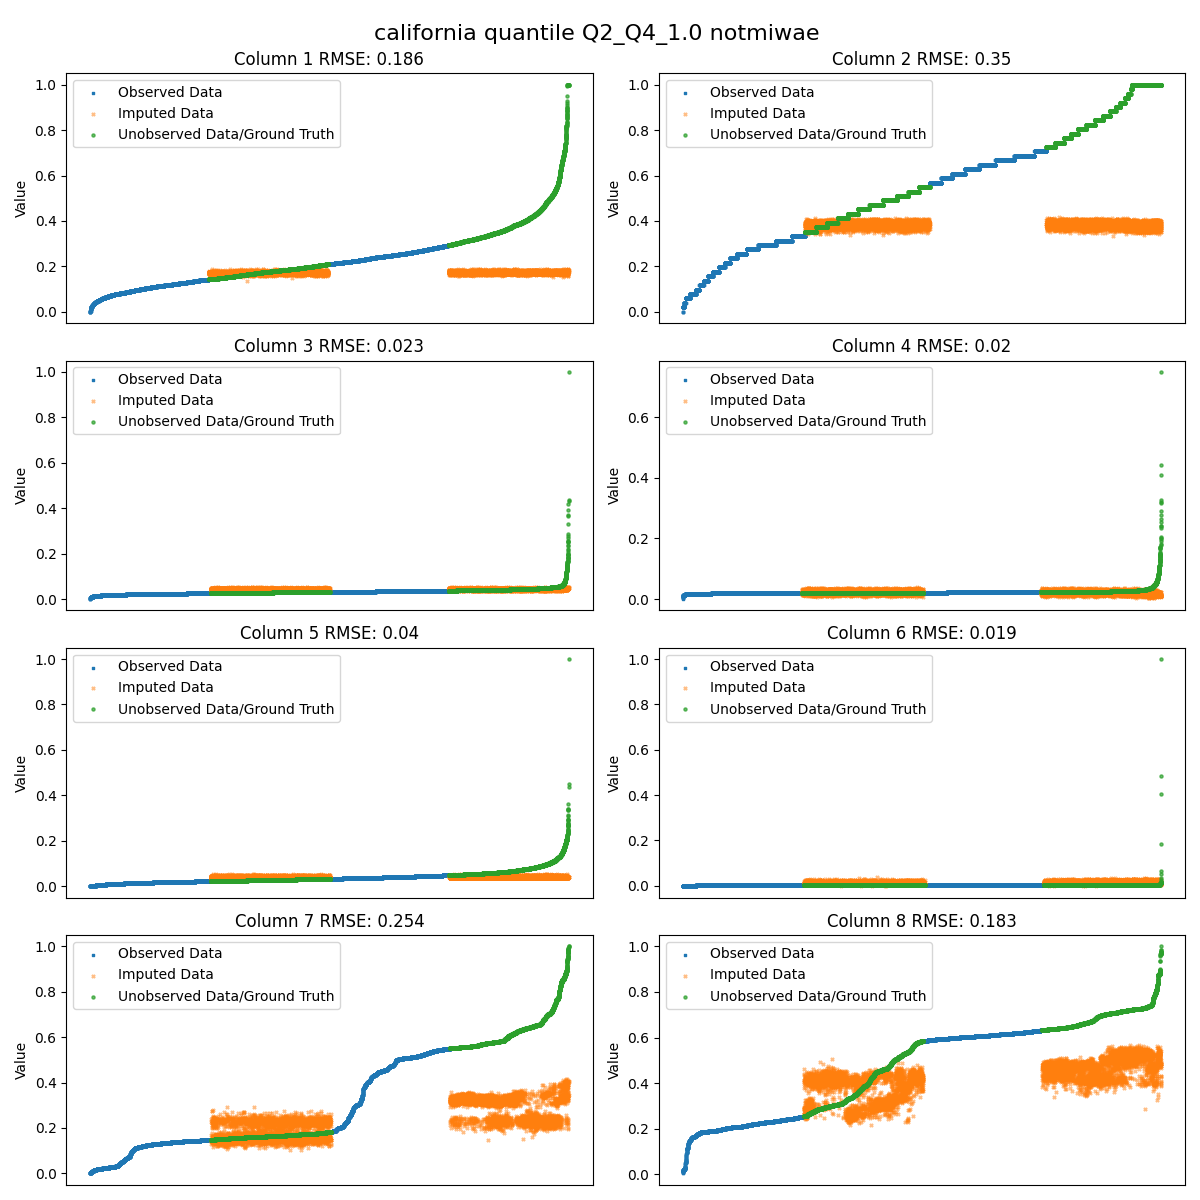 california quantile Q2_Q4_1.0 notmiwae
Column 1 RMSE: 0.186
1.0
0.8
0.6
0.4
0.2
0.0
Value
Observed Data
Imputed Data
Unobserved Data/Ground Truth
Column 2 RMSE: 0.35
1.0
0.8
0.6
0.4
0.2
0.0
Value
Observed Data
Imputed Data
Unobserved Data/Ground Truth
Column 3 RMSE: 0.023
1.0
0.8
0.6
0.4
0.2
0.0
Value
Observed Data
Imputed Data
Unobserved Data/Ground Truth
Column 4 RMSE: 0.02
0.6
0.4
0.2
0.0
Value
Observed Data
Imputed Data
Unobserved Data/Ground Truth
Column 5 RMSE: 0.04
1.0
0.8
0.6
0.4
0.2
0.0
Value
Observed Data
Imputed Data
Unobserved Data/Ground Truth
Column 6 RMSE: 0.019
1.0
0.8
0.6
0.4
0.2
0.0
Value
Observed Data
Imputed Data
Unobserved Data/Ground Truth
Column 7 RMSE: 0.254
1.0
0.8
0.6
0.4
0.2
0.0
Value
Observed Data
Imputed Data
Unobserved Data/Ground Truth
Column 8 RMSE: 0.183
1.0
0.8
0.6
0.4
0.2
0.0
Value
Observed Data
Imputed Data
Unobserved Data/Ground Truth